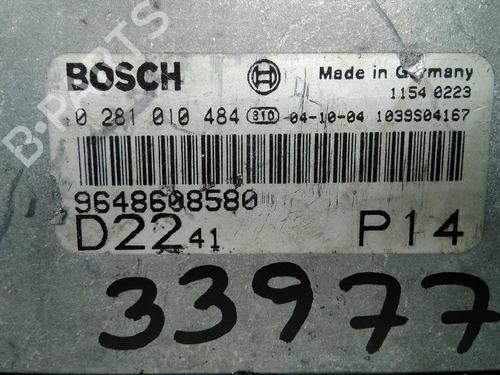 B-PARTS
BOSCH
Made in Germany
1154 0223
0 281 010 484 310 04-10-04 1039S04167
9648608580
D22 41 P14
33977